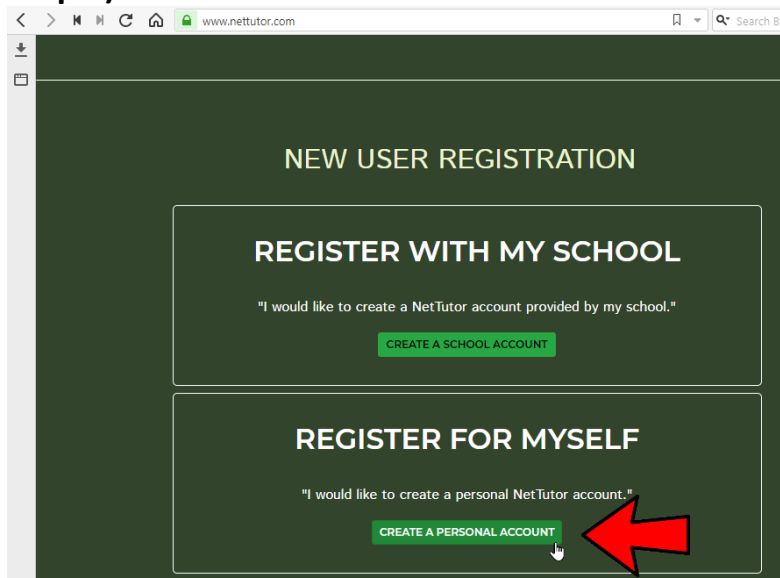 www.nettutor.com
Search B
NEW USER REGISTRATION
REGISTER WITH MY SCHOOL
"I would like to create a NetTutor account provided by my school."
CREATE A SCHOOL ACCOUNT
REGISTER FOR MYSELF
"I would like to create a personal NetTutor account."
CREATE A PERSONAL ACCOUNT